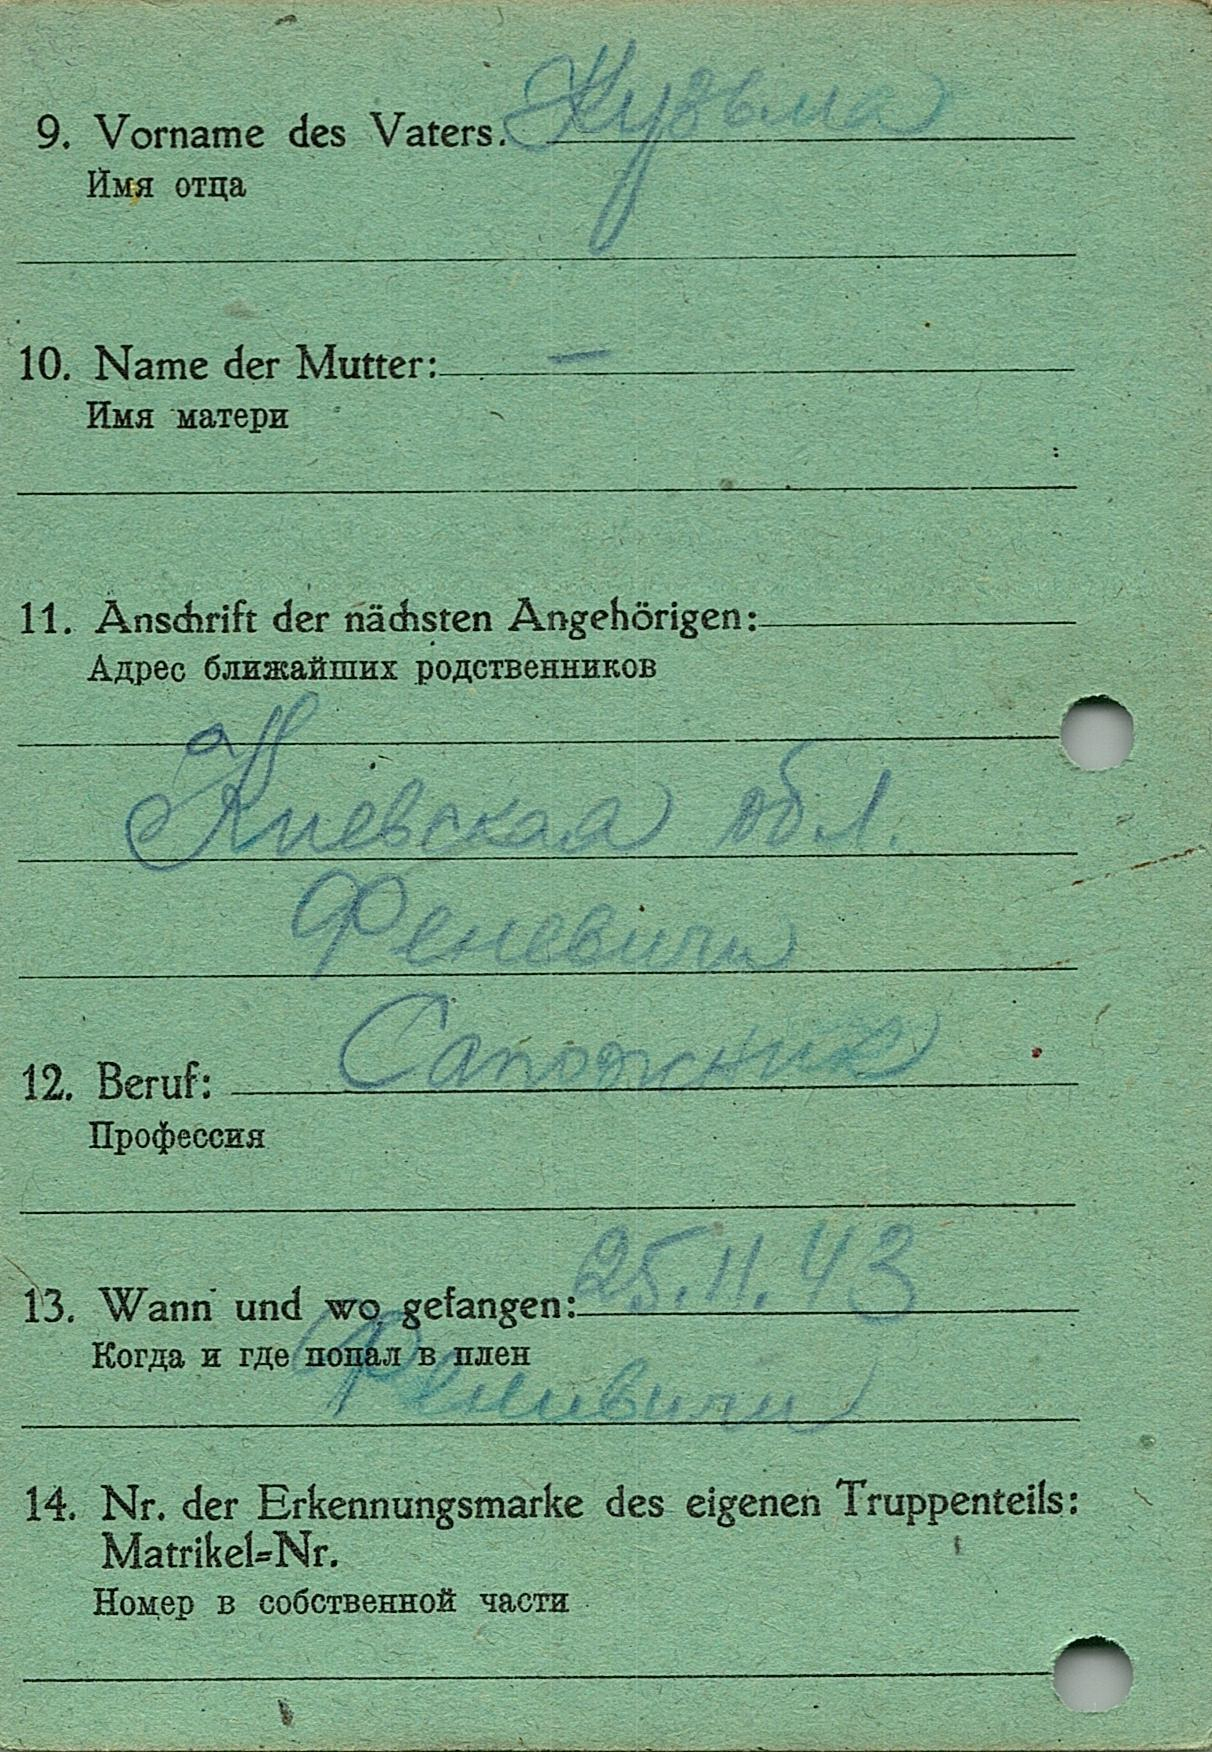 9. Vorname des Vaters. Кузьма
Имя отца
10. Name der Mutter: –
Имя матери
11. Anschrift der nächsten Angehörigen:
Адрес ближайших родственников
Киевская обл.
Феневичи
12. Beruf: Сапожник
Профессия
13. Wann und wo gefangen: 25.11.43
Когда и где попал в плен
Феневичи
14. Nr. der Erkennungsmarke des eigenen Truppenteils:
Matrikel=Nr.
Номер в собственной части